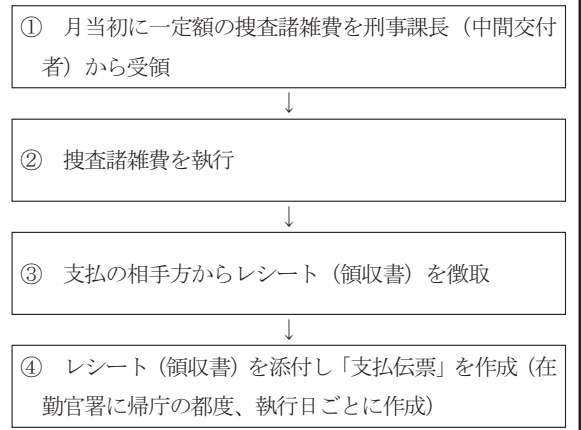 ① 月当初に一定額の捜査諸雑費を刑事課長（中間交付
者）から受領
↓
② 捜査諸雑費を執行
↓
③ 支払の相手方からレシート（領収書）を徴取
↓
④ レシート（領収書）を添付し「支払伝票」を作成（在
勤官署に帰庁の都度、執行日ごとに作成）